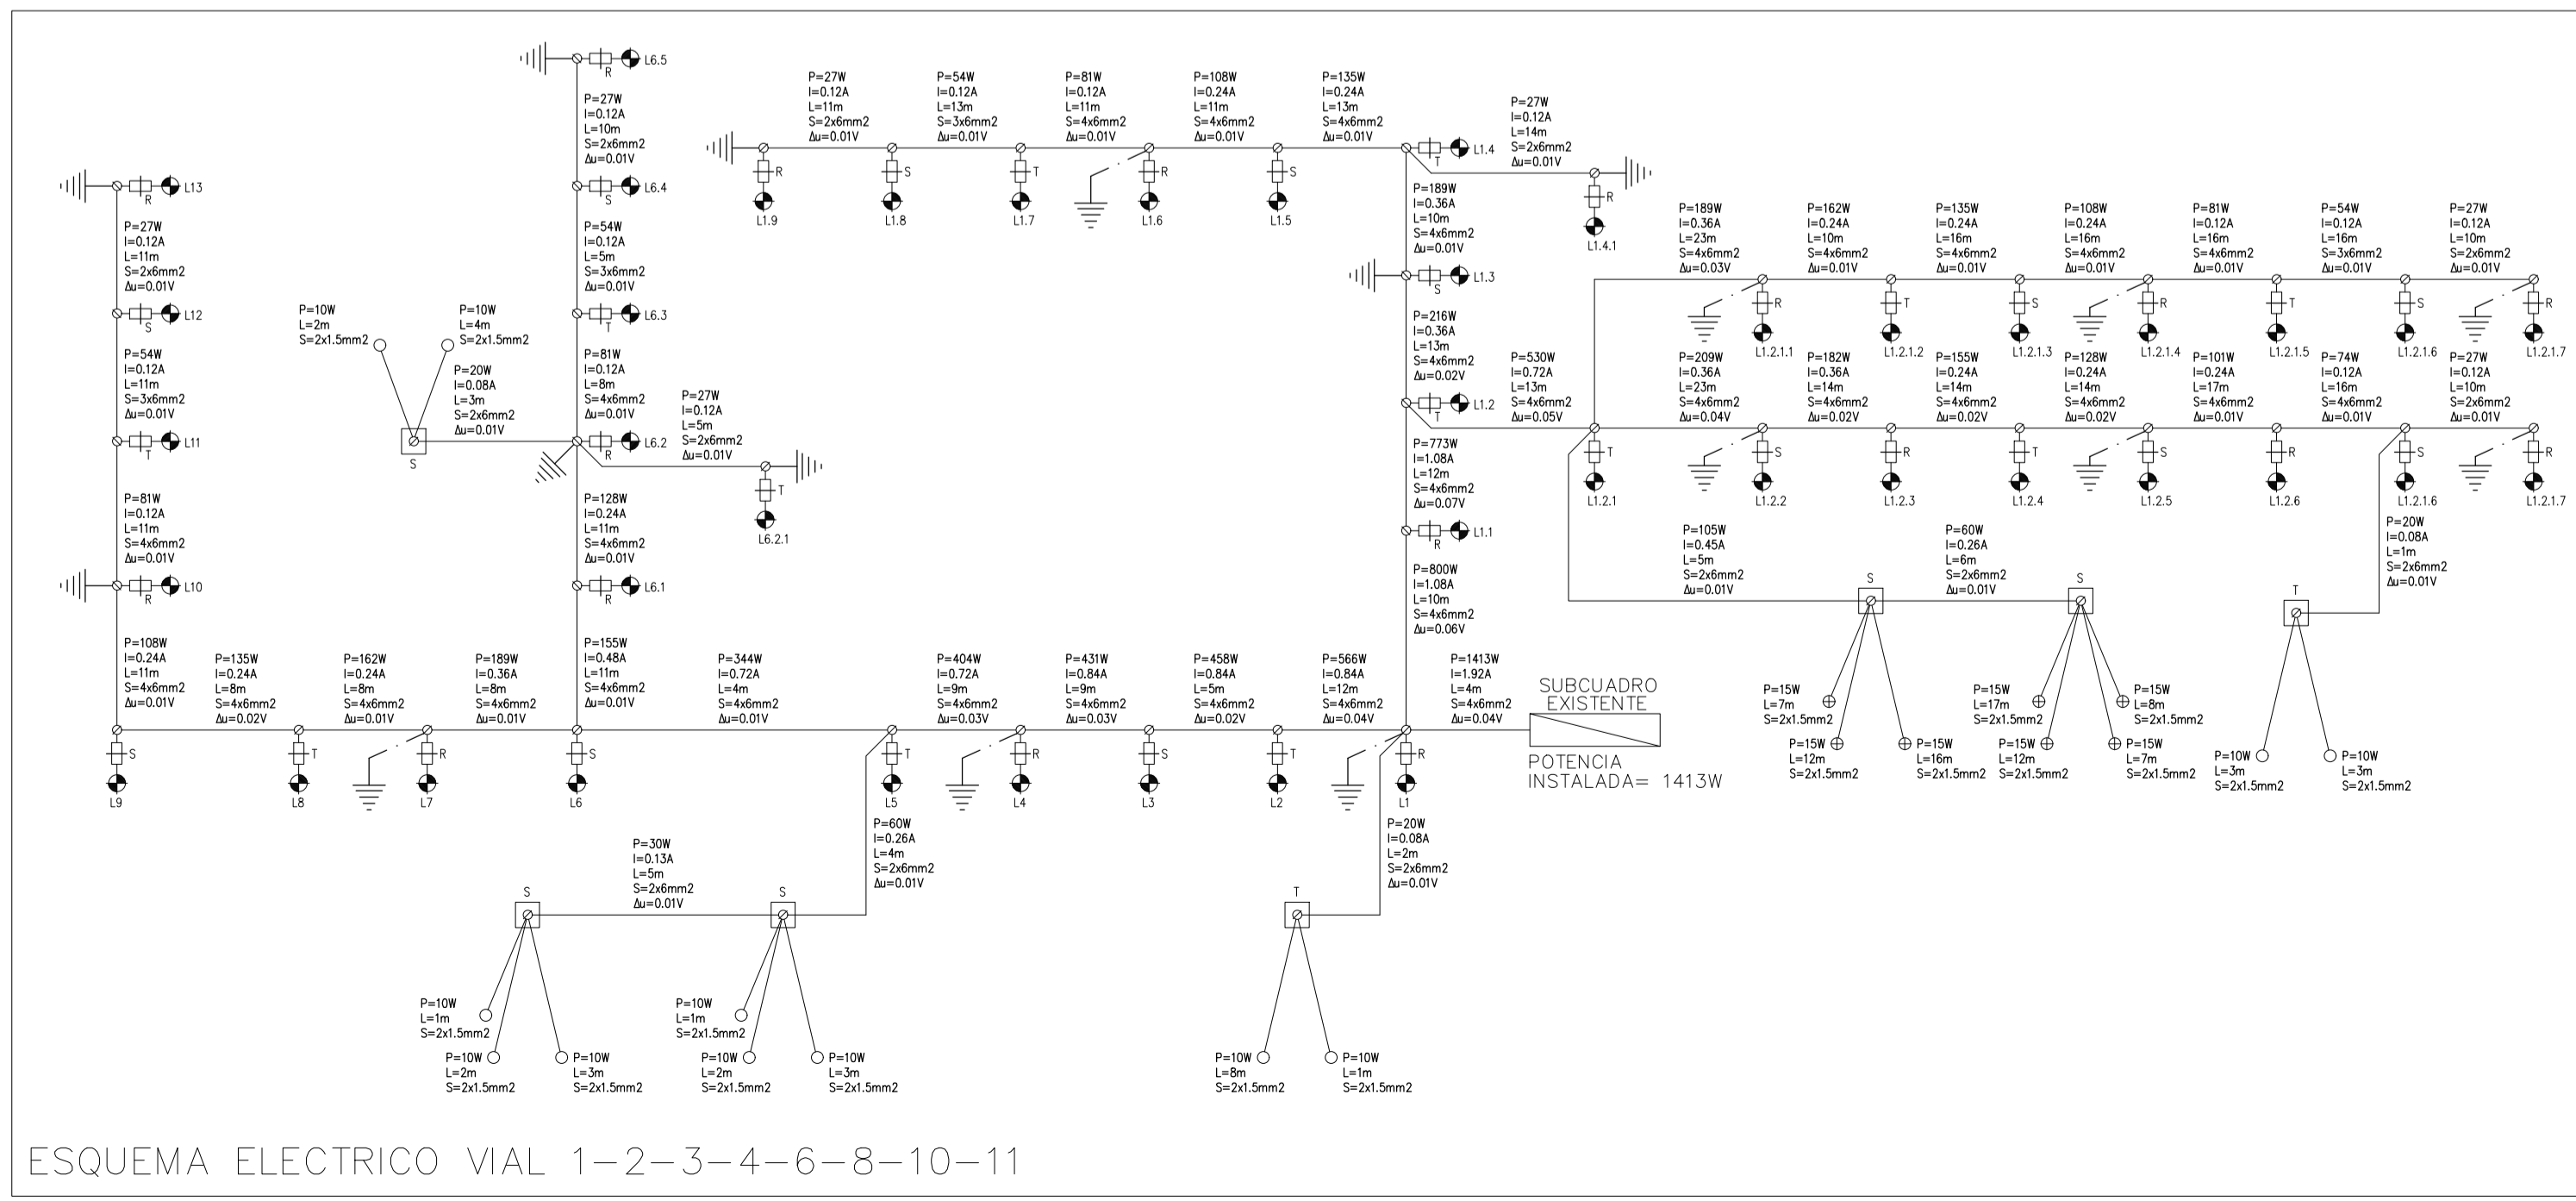 L6.5
P=27W
I=0.12A
L=10m
S=2x6mm2
Δu=0.01V
R
L6.4
S
P=54W
I=0.12A
L=5m
S=3x6mm2
Δu=0.01V
L6.3
T
P=81W
I=0.12A
L=8m
S=4x6mm2
Δu=0.01V
L6.2
R
P=128W
I=0.24A
L=11m
S=4x6mm2
Δu=0.01V
L6.1
R
P=155W
I=0.48A
L=11m
S=4x6mm2
Δu=0.01V
P=27W
I=0.12A
L=5m
S=2x6mm2
Δu=0.01V
T
L6.2.1
P=10W
L=2m
S=2x1.5mm2
P=10W
L=4m
S=2x1.5mm2
P=20W
I=0.08A
L=3m
S=2x6mm2
Δu=0.01V
S
L13
R
P=27W
I=0.12A
L=11m
S=2x6mm2
Δu=0.01V
L12
S
P=54W
I=0.12A
L=11m
S=3x6mm2
Δu=0.01V
L11
T
P=81W
I=0.12A
L=11m
S=4x6mm2
Δu=0.01V
L10
R
P=108W
I=0.24A
L=11m
S=4x6mm2
Δu=0.01V
P=27W
I=0.12A
L=11m
S=2x6mm2
Δu=0.01V
P=54W
I=0.12A
L=13m
S=3x6mm2
Δu=0.01V
P=81W
I=0.12A
L=11m
S=4x6mm2
Δu=0.01V
P=108W
I=0.24A
L=11m
S=4x6mm2
Δu=0.01V
P=135W
I=0.24A
L=13m
S=4x6mm2
Δu=0.01V
R
L1.9
S
L1.8
T
L1.7
R
L1.6
S
L1.5
L1.4
T
P=27W
I=0.12A
L=14m
S=2x6mm2
Δu=0.01V
R
L1.4.1
P=189W
I=0.36A
L=10m
S=4x6mm2
Δu=0.01V
L1.3
S
P=216W
I=0.36A
L=13m
S=4x6mm2
Δu=0.02V
L1.2
T
P=773W
I=1.08A
L=12m
S=4x6mm2
Δu=0.07V
L1.1
R
P=800W
I=1.08A
L=10m
S=4x6mm2
Δu=0.06V
P=530W
I=0.72A
L=13m
S=4x6mm2
Δu=0.05V
P=189W
I=0.36A
L=23m
S=4x6mm2
Δu=0.03V
P=162W
I=0.24A
L=10m
S=4x6mm2
Δu=0.01V
P=135W
I=0.24A
L=16m
S=4x6mm2
Δu=0.01V
P=108W
I=0.24A
L=16m
S=4x6mm2
Δu=0.01V
P=81W
I=0.12A
L=16m
S=4x6mm2
Δu=0.01V
P=54W
I=0.12A
L=16m
S=3x6mm2
Δu=0.01V
P=27W
I=0.12A
L=10m
S=2x6mm2
Δu=0.01V
R
L1.2.1.1
T
L1.2.1.2
S
L1.2.1.3
R
L1.2.1.4
T
L1.2.1.5
S
L1.2.1.6
R
L1.2.1.7
P=209W
I=0.36A
L=23m
S=4x6mm2
Δu=0.04V
P=182W
I=0.36A
L=14m
S=4x6mm2
Δu=0.02V
P=155W
I=0.24A
L=14m
S=4x6mm2
Δu=0.02V
P=128W
I=0.24A
L=14m
S=4x6mm2
Δu=0.02V
P=101W
I=0.24A
L=17m
S=4x6mm2
Δu=0.01V
P=74W
I=0.12A
L=16m
S=4x6mm2
Δu=0.01V
P=27W
I=0.12A
L=10m
S=2x6mm2
Δu=0.01V
T
L1.2.1
S
L1.2.2
R
L1.2.3
T
L1.2.4
S
L1.2.5
R
L1.2.6
S
L1.2.1.6
R
L1.2.1.7
P=105W
I=0.45A
L=5m
S=2x6mm2
Δu=0.01V
S
P=60W
I=0.26A
L=6m
S=2x6mm2
Δu=0.01V
S
P=20W
I=0.08A
L=1m
S=2x6mm2
Δu=0.01V
T
P=15W
L=7m
S=2x1.5mm2
P=15W
L=12m
S=2x1.5mm2
P=15W
L=16m
S=2x1.5mm2
P=15W
L=17m
S=2x1.5mm2
P=15W
L=8m
S=2x1.5mm2
P=15W
L=12m
S=2x1.5mm2
P=15W
L=7m
S=2x1.5mm2
P=10W
L=3m
S=2x1.5mm2
P=10W
L=3m
S=2x1.5mm2
P=135W
I=0.24A
L=8m
S=4x6mm2
Δu=0.02V
P=162W
I=0.24A
L=8m
S=4x6mm2
Δu=0.01V
P=189W
I=0.36A
L=8m
S=4x6mm2
Δu=0.01V
P=344W
I=0.72A
L=4m
S=4x6mm2
Δu=0.01V
P=404W
I=0.72A
L=9m
S=4x6mm2
Δu=0.03V
P=431W
I=0.84A
L=9m
S=4x6mm2
Δu=0.03V
P=458W
I=0.84A
L=5m
S=4x6mm2
Δu=0.02V
P=566W
I=0.84A
L=12m
S=4x6mm2
Δu=0.04V
P=1413W
I=1.92A
L=4m
S=4x6mm2
Δu=0.04V
SUBCUADRO
EXISTENTE
POTENCIA
INSTALADA= 1413W
S
L9
T
L8
R
L7
S
L6
T
L5
R
L4
S
L3
T
L2
R
L1
P=60W
I=0.26A
L=4m
S=2x6mm2
Δu=0.01V
P=30W
I=0.13A
L=5m
S=2x6mm2
Δu=0.01V
S
S
P=20W
I=0.08A
L=2m
S=2x6mm2
Δu=0.01V
T
P=10W
L=1m
S=2x1.5mm2
P=10W
L=2m
S=2x1.5mm2
P=10W
L=3m
S=2x1.5mm2
P=10W
L=1m
S=2x1.5mm2
P=10W
L=2m
S=2x1.5mm2
P=10W
L=3m
S=2x1.5mm2
P=10W
L=8m
S=2x1.5mm2
P=10W
L=1m
S=2x1.5mm2
ESQUEMA ELECTRICO VIAL 1-2-3-4-6-8-10-11